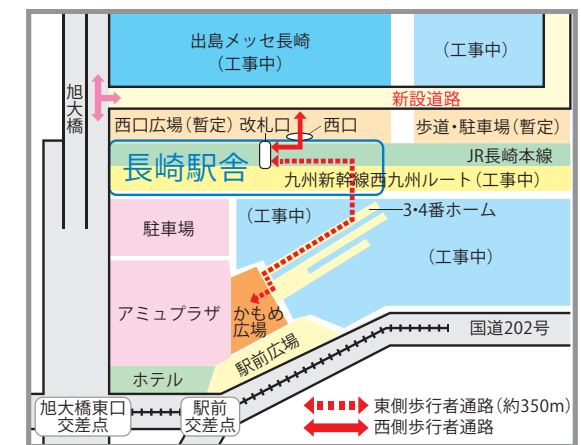 出島メッセ長崎
(工事中)
(工事中)
旭大橋
新設道路
西口広場(暫定)
改札口
西口
歩道・駐車場(暫定)
長崎駅舎
JR長崎本線
九州新幹線西九州ルート(工事中)
(工事中)
3・4番ホーム
駐車場
(工事中)
アミュプラザ
かもめ
広場
国道202号
駅前広場
ホテル
旭大橋東口
交差点
駅前
交差点
東側歩行者通路(約350m)
西側歩行者通路